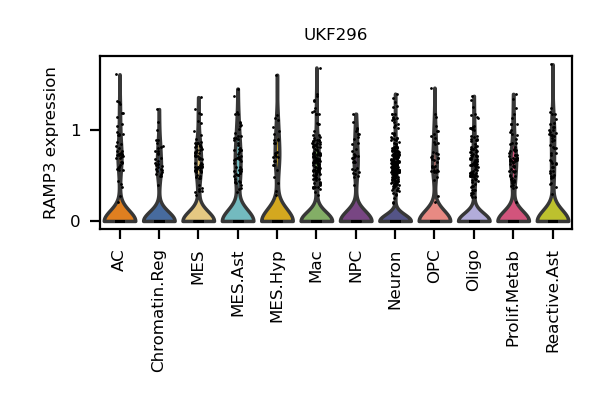 UKF296
RAMP3 expression
1
0
AC
Chromatin.Reg
MES
MES.Ast
MES.Hyp
Mac
NPC
Neuron
OPC
Oligo
Prolif.Metab
Reactive.Ast